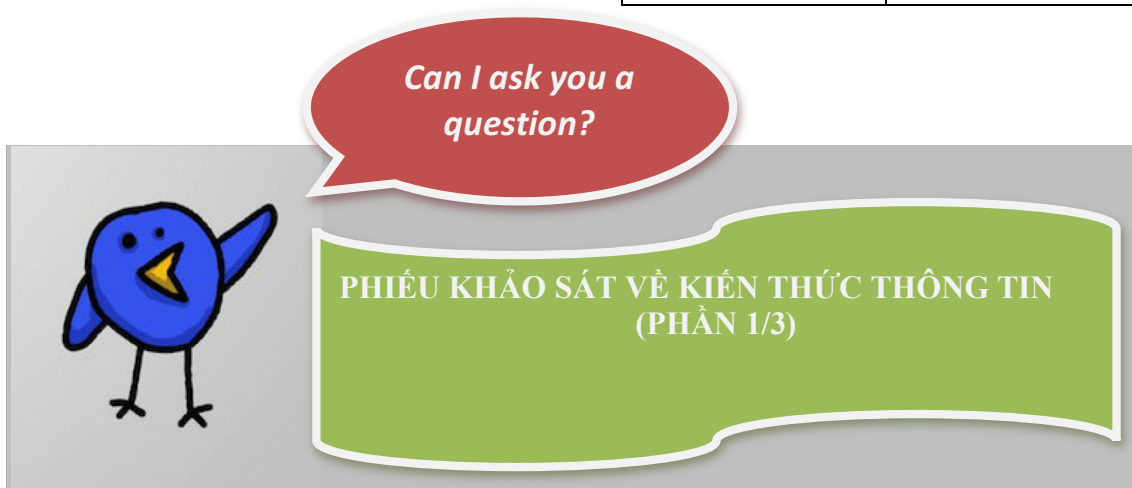 Can I ask you a
question?
PHIẾU KHẢO SÁT VỀ KIẾN THỨC THÔNG TIN
(PHẦN 1/3)